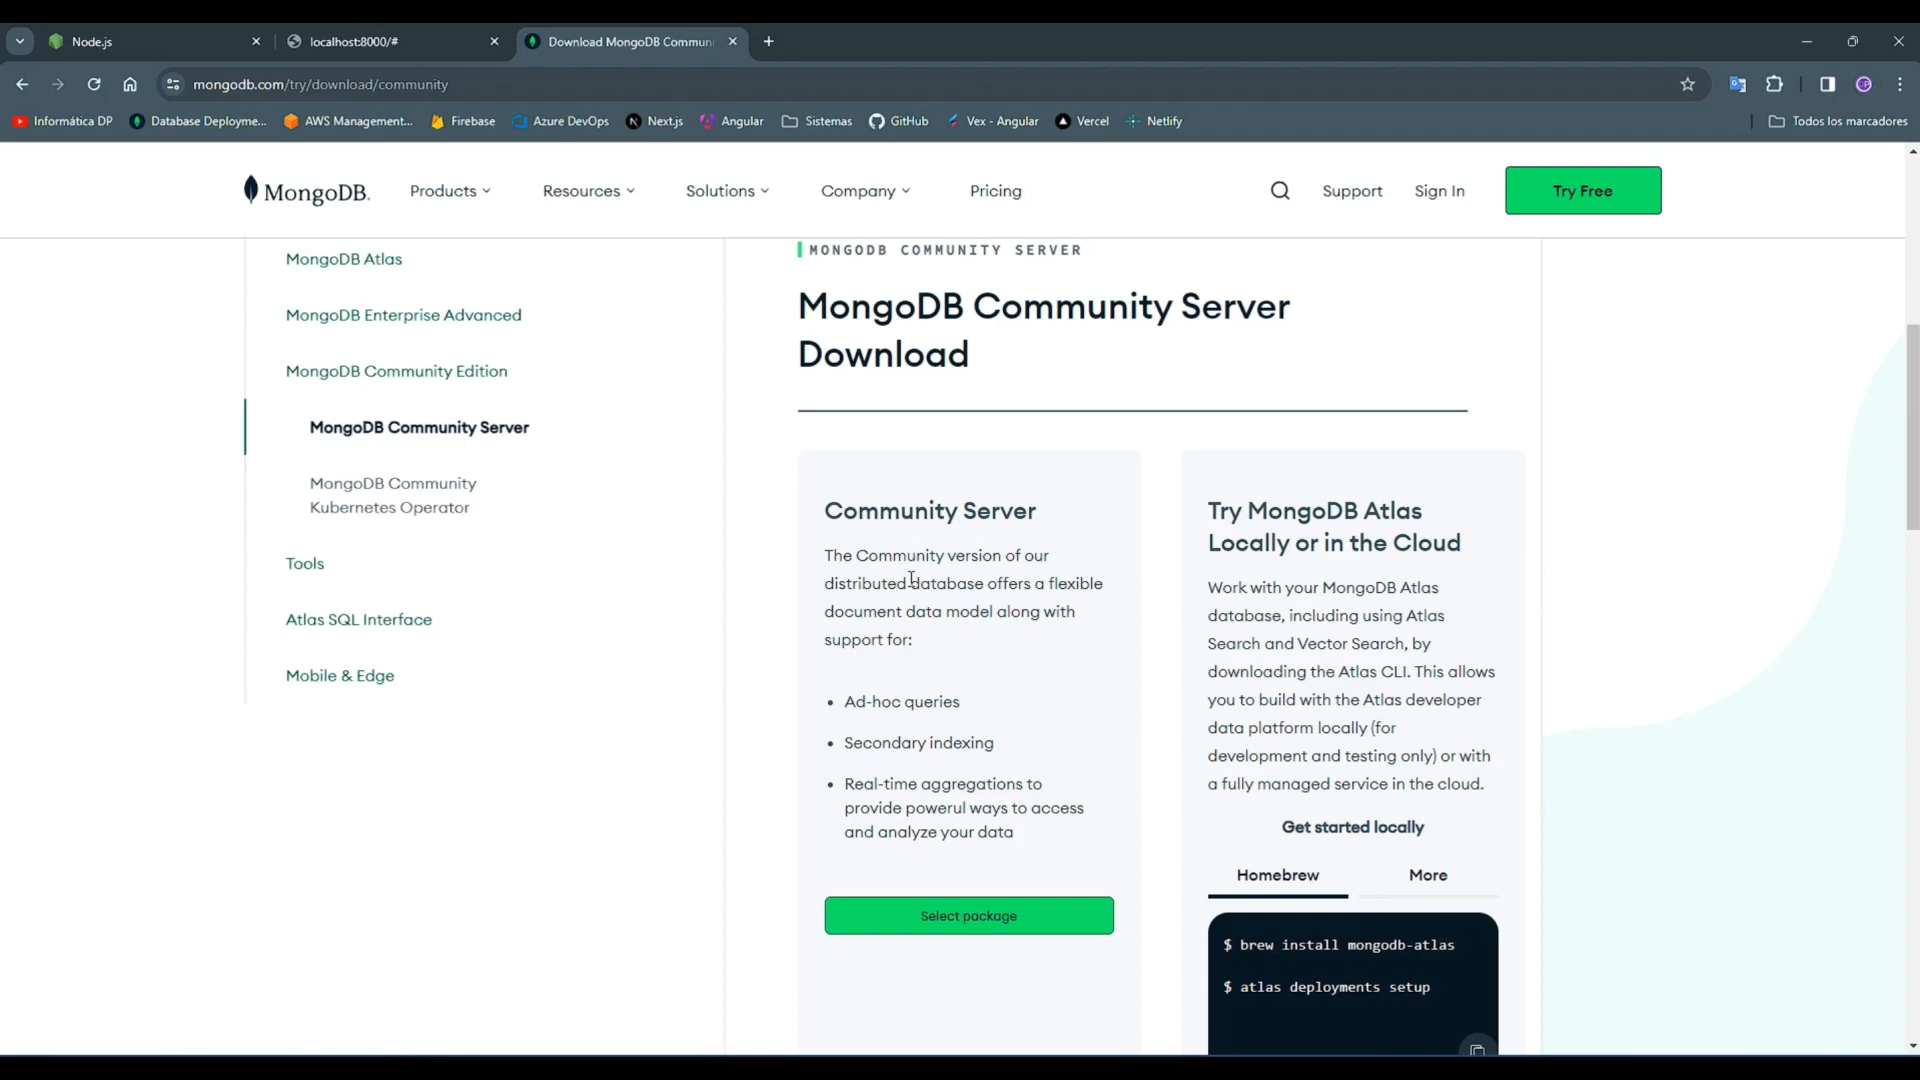 Node.js
localhost:8000/#
Download MongoDB Communi
mongodb.com/try/download/community
Informática DP
Database Deployme...
AWS Management...
Firebase
Azure DevOps
Next.js
Angular
Sistemas
GitHub
Vex - Angular
Vercel
Netlify
Todos los marcadores
MongoDB.
Products
Resources
Solutions
Company
Pricing
Support
Sign In
Try Free
MongoDB Atlas
MongoDB Enterprise Advanced
MongoDB Community Edition
MongoDB Community Server
MongoDB Community
Kubernetes Operator
Tools
Atlas SQL Interface
Mobile & Edge
MONGODB COMMUNITY SERVER
MongoDB Community Server
Download
Community Server
The Community version of our
distributed database offers a flexible
document data model along with
support for:
• Ad-hoc queries
• Secondary indexing
• Real-time aggregations to
provide powerul ways to access
and analyze your data
Select package
Try MongoDB Atlas
Locally or in the Cloud
Work with your MongoDB Atlas
database, including using Atlas
Search and Vector Search, by
downloading the Atlas CLI. This allows
you to build with the Atlas developer
data platform locally (for
development and testing only) or with
a fully managed service in the cloud.
Get started locally
Homebrew
More
$ brew install mongodb-atlas
$ atlas deployments setup